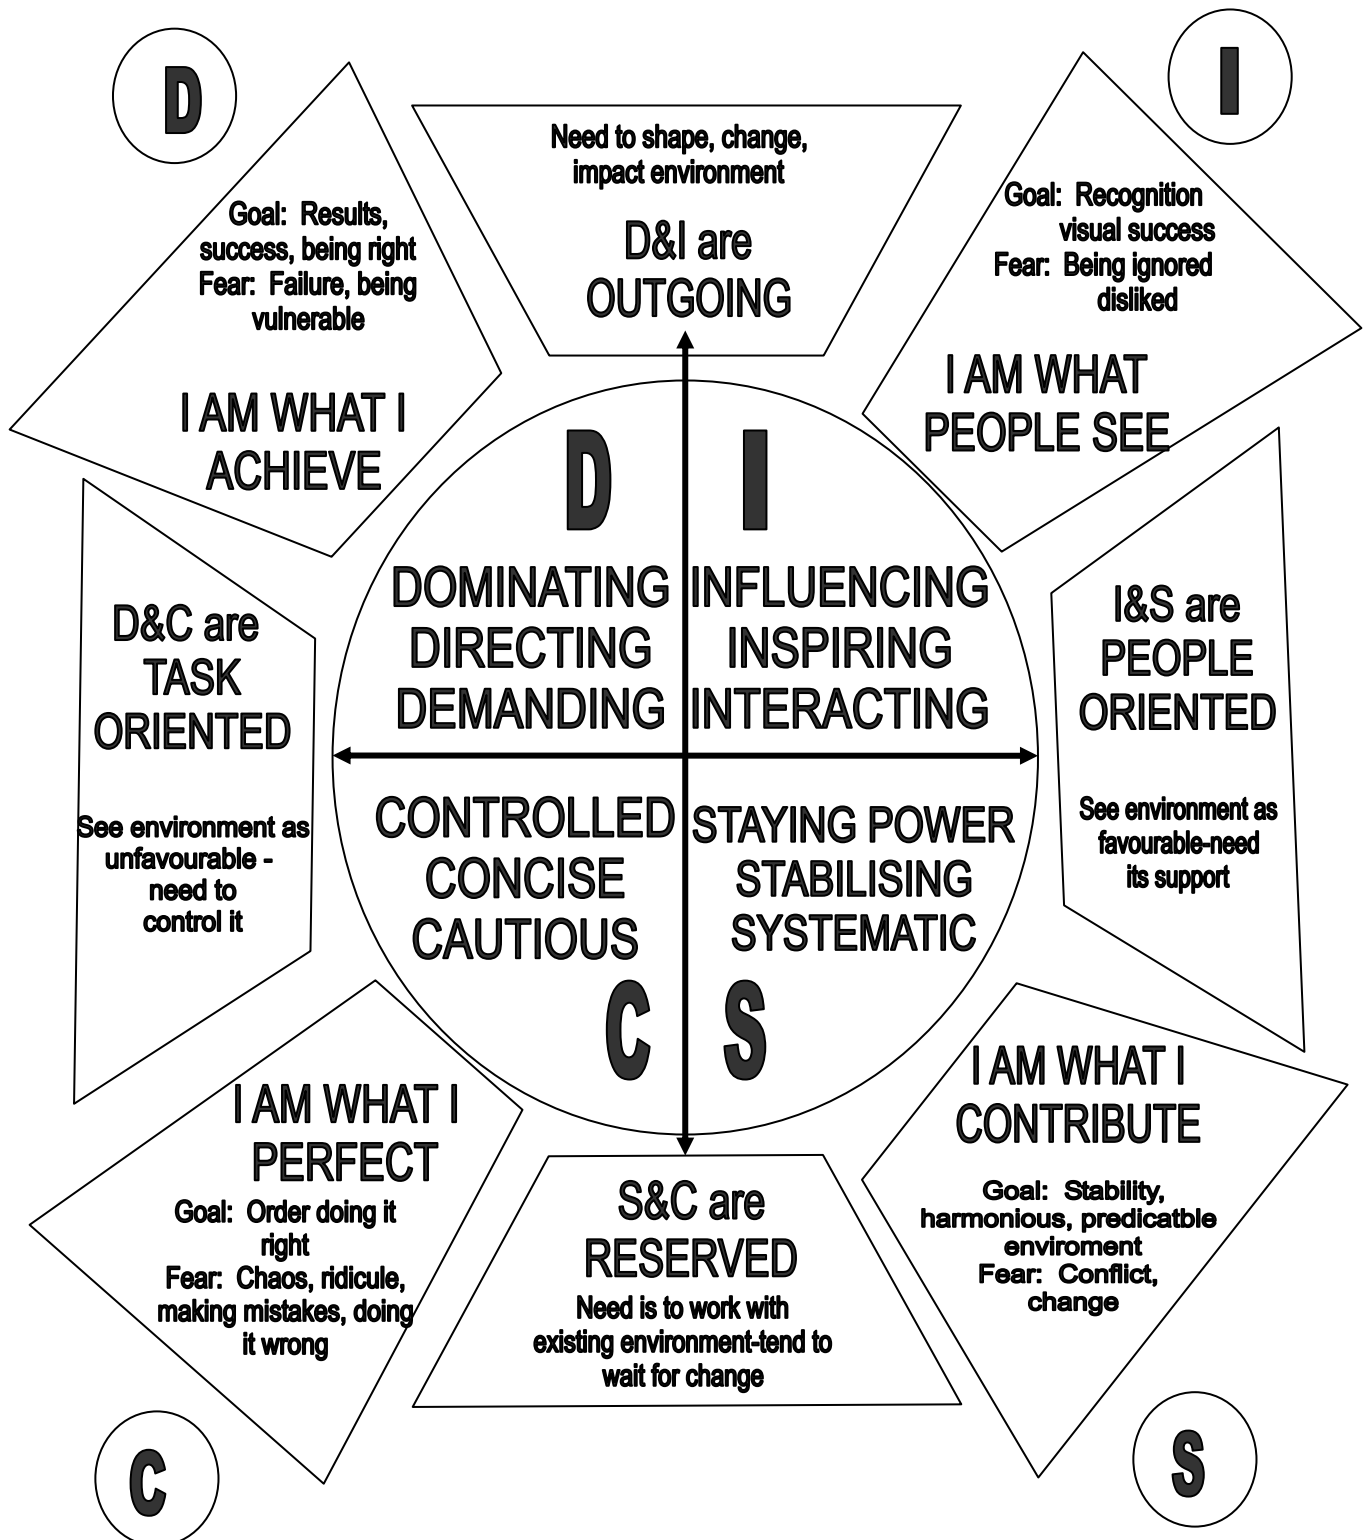 D
I
Need to shape, change,
impact environment
D&I are
OUTGOING
Goal: Results,
success, being right
Fear: Failure, being
vulnerable
I AM WHAT I
ACHIEVE
Goal: Recognition
visual success
Fear: Being ignored
disliked
I AM WHAT
PEOPLE SEE
D&C are
TASK
ORIENTED
See environment as
unfavourable -
need to
control it
D
DOMINATING
DIRECTING
DEMANDING
I
INFLUENCING
INSPIRING
INTERACTING
I&S are
PEOPLE
ORIENTED
See environment as
favourable-need
its support
CONTROLLED
CONCISE
CAUTIOUS
C
STAYING POWER
STABILISING
SYSTEMATIC
S
I AM WHAT I
PERFECT
Goal: Order doing it
right
Fear: Chaos, ridicule,
making mistakes, doing
it wrong
S&C are
RESERVED
Need is to work with
existing environment-tend to
wait for change
I AM WHAT I
CONTRIBUTE
Goal: Stability,
harmonious, predicatble
enviroment
Fear: Conflict,
change
C
S